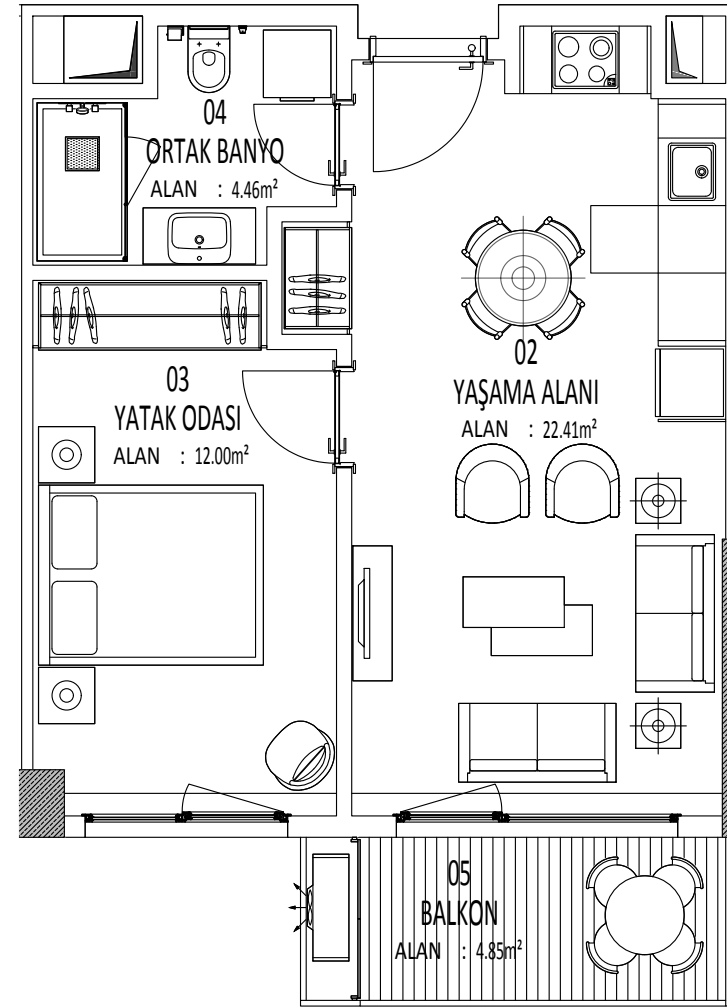 04
ORTAK BANYO
ALAN : 4.46m²
02
YAŞAMA ALANI
ALAN : 22.41m²
03
YATAK ODASI
ALAN : 12.00m²
05
BALKON
ALAN : 4.85m²